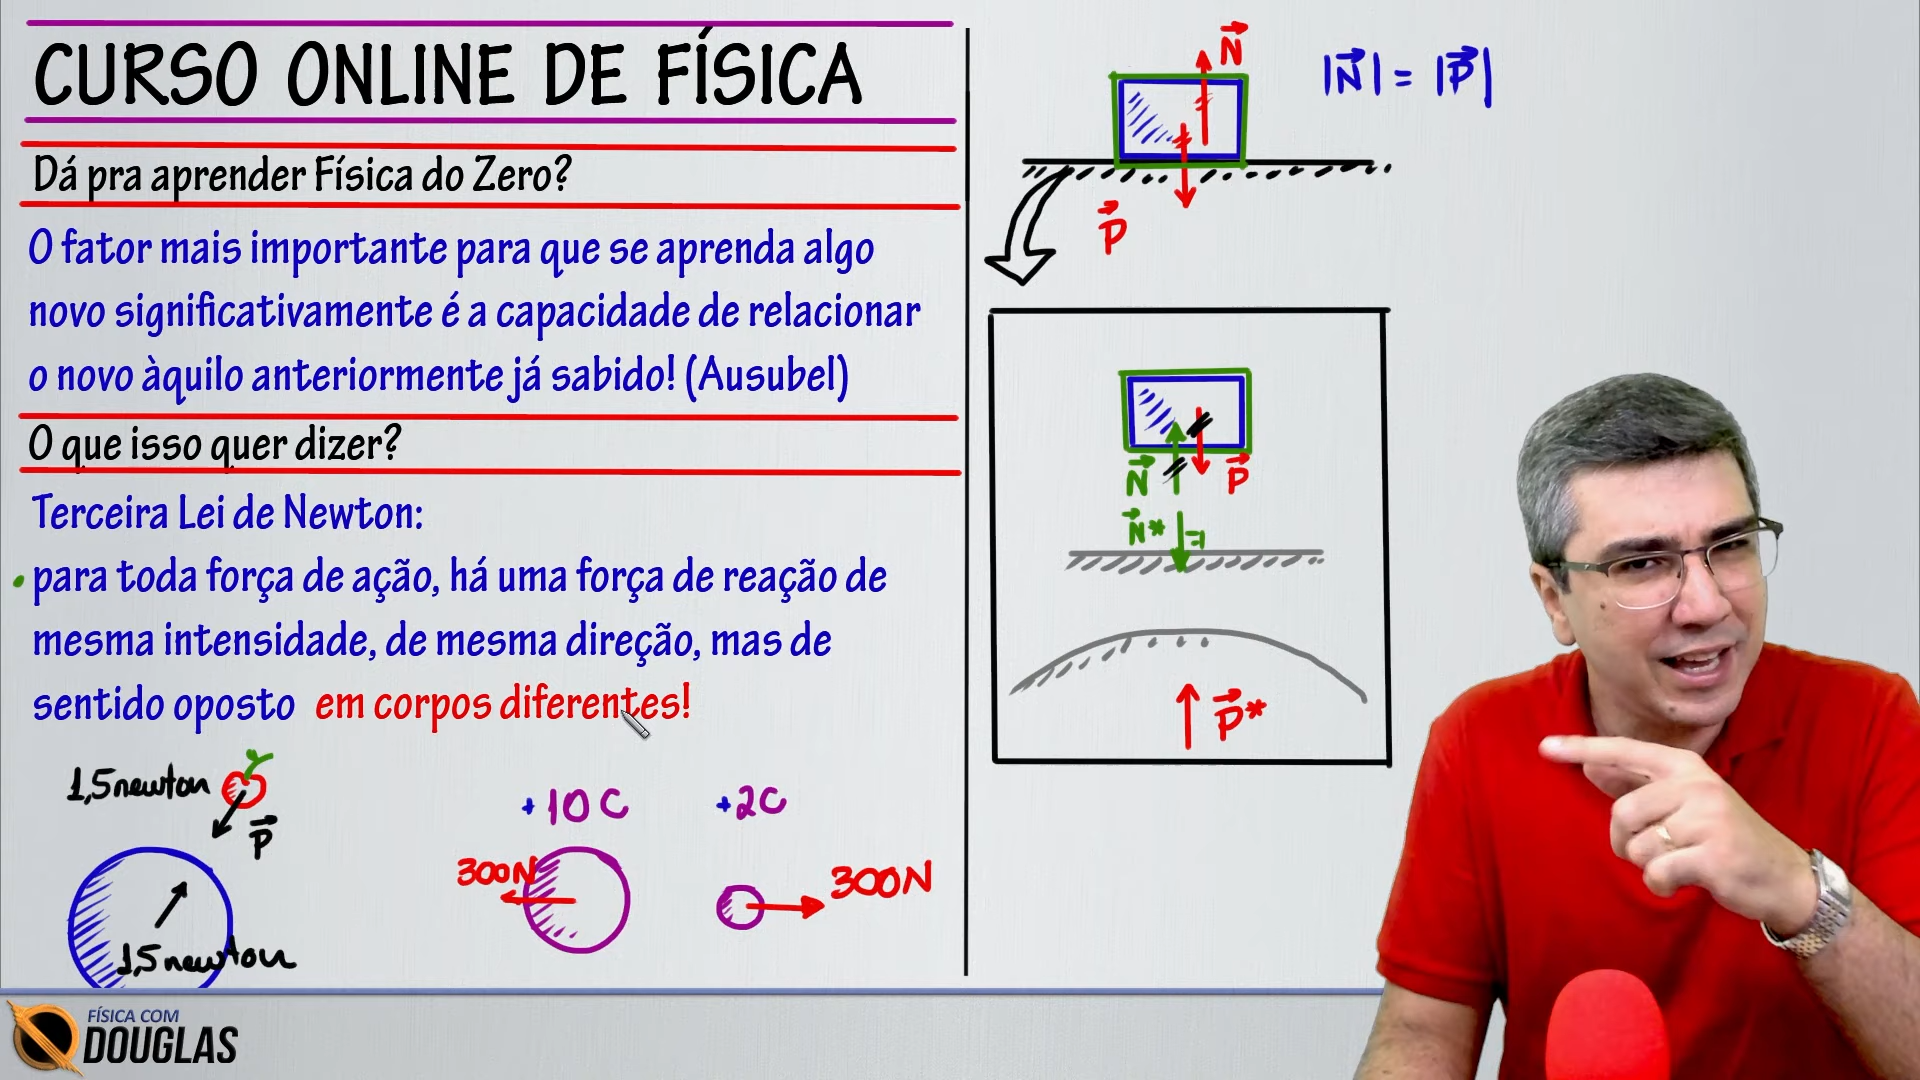 CURSO ONLINE DE FÍSICA
Dá pra aprender Física do Zero?
O fator mais importante para que se aprenda algo
novo significativamente é a capacidade de relacionar
o novo àquilo anteriormente já sabido! (Ausubel)
O que isso quer dizer?
Terceira Lei de Newton:
para toda força de ação, há uma força de reação de
mesma intensidade, de mesma direção, mas de
sentido oposto em corpos diferentes!
1,5newton
P⃗
1,5newton
+10C
+2C
300N
300N
N⃗
|N⃗| = |P⃗|
P⃗
N⃗
P⃗
N⃗*
P⃗*
FÍSICA COM
DOUGLAS